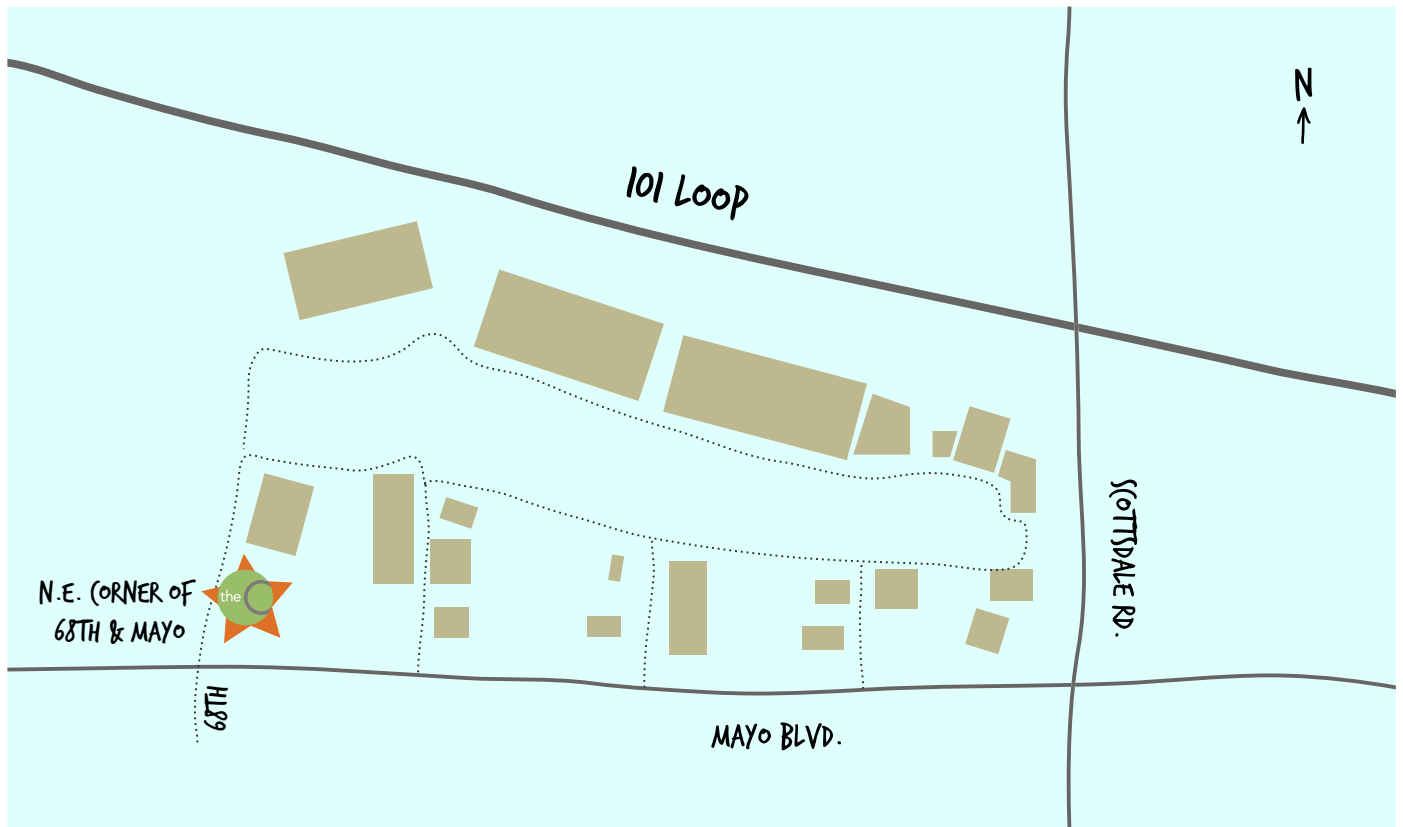 N
101 LOOP
SCOTTSDALE RD.
N.E. CORNER OF
68TH & MAYO
the
68TH
MAYO BLVD.